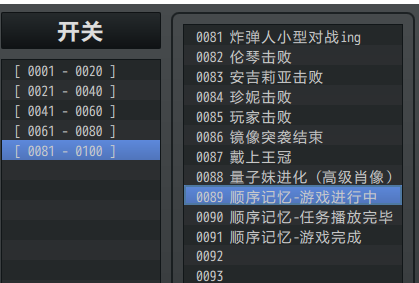 开关
[ 0001 - 0020 ]
[ 0021 - 0040 ]
[ 0041 - 0060 ]
[ 0061 - 0080 ]
[ 0081 - 0100 ]
0081 炸弹人小型对战ing
0082 伦琴击败
0083 安吉莉亚击败
0084 珍妮击败
0085 玩家击败
0086 镜像突袭结束
0087 戴上王冠
0088 量子妹进化（高级肖像）
0089 顺序记忆-游戏进行中
0090 顺序记忆-任务播放完毕
0091 顺序记忆-游戏完成
0092
0093